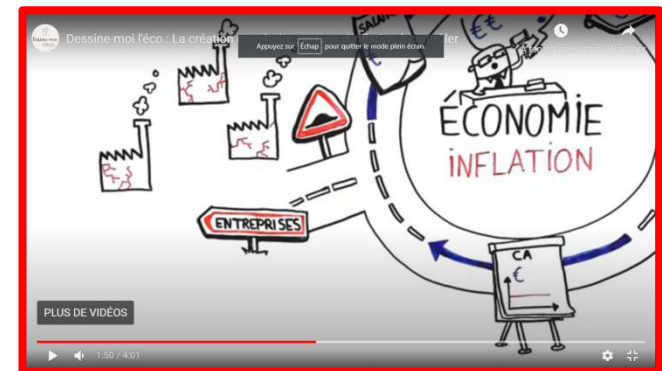 Dessine-moi l'éco : La création
Appuyez sur Échap pour quitter le mode plein écran.
SALAIRE
€€
ÉCONOMIE
INFLATION
ENTREPRISES
CA
€
PLUS DE VIDÉOS
1:50 / 4:01